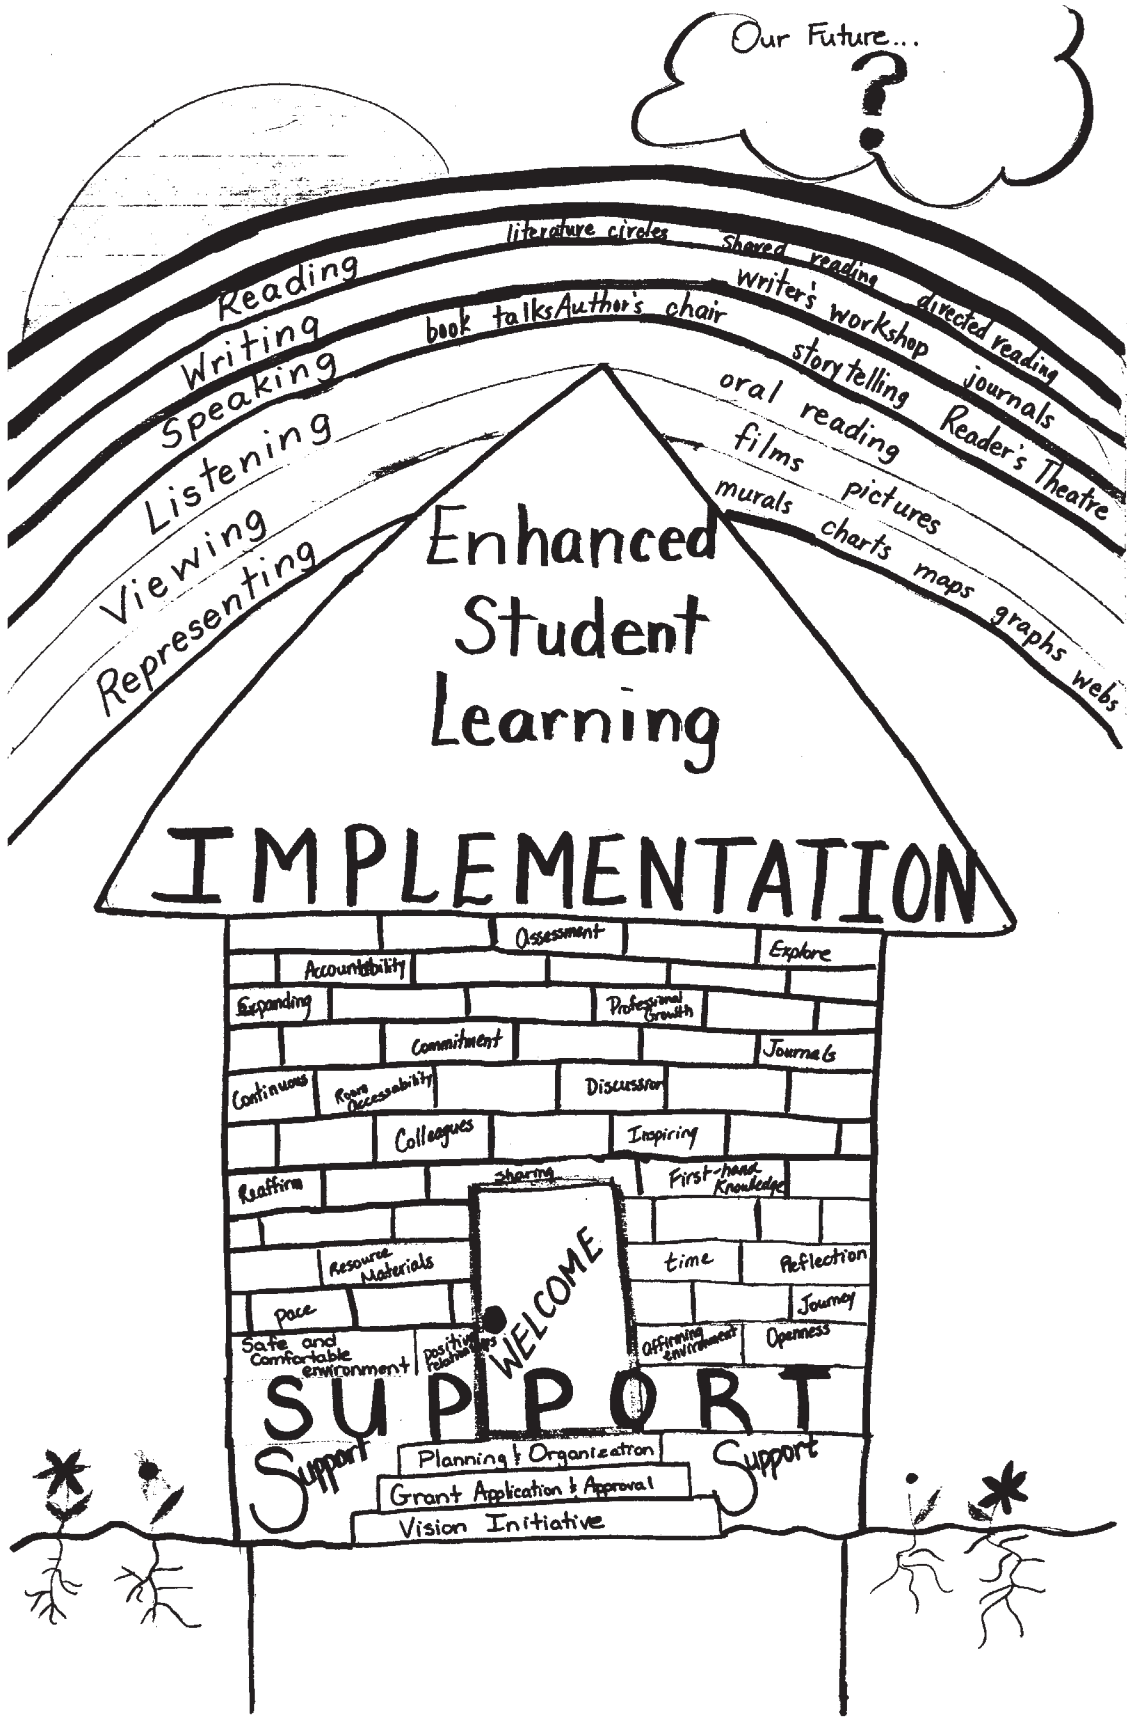 Our Future...
?
Reading literature circles shared reading directed reading
Writing Writer's workshop journals
Speaking book talks Author's chair storytelling Reader's Theatre
Listening oral reading
Viewing films pictures
Representing murals charts maps graphs webs
Enhanced
Student
Learning
IMPLEMENTATION
Assessment
Explore
Accountability
Expanding
Professional
Growth
Commitment
Journals
Continuous
Room
Accessability
Discussion
Colleagues
Inspiring
Reaffirm
Sharing
First-hand
Knowledge
Resource
Materials
time
Reflection
Pace
Journey
Safe and
Comfortable
environment
positive
relationships
WELCOME
Affirming
environment
Openness
SUPPORT
Support
Planning & Organization
Support
Grant Application & Approval
Vision Initiative